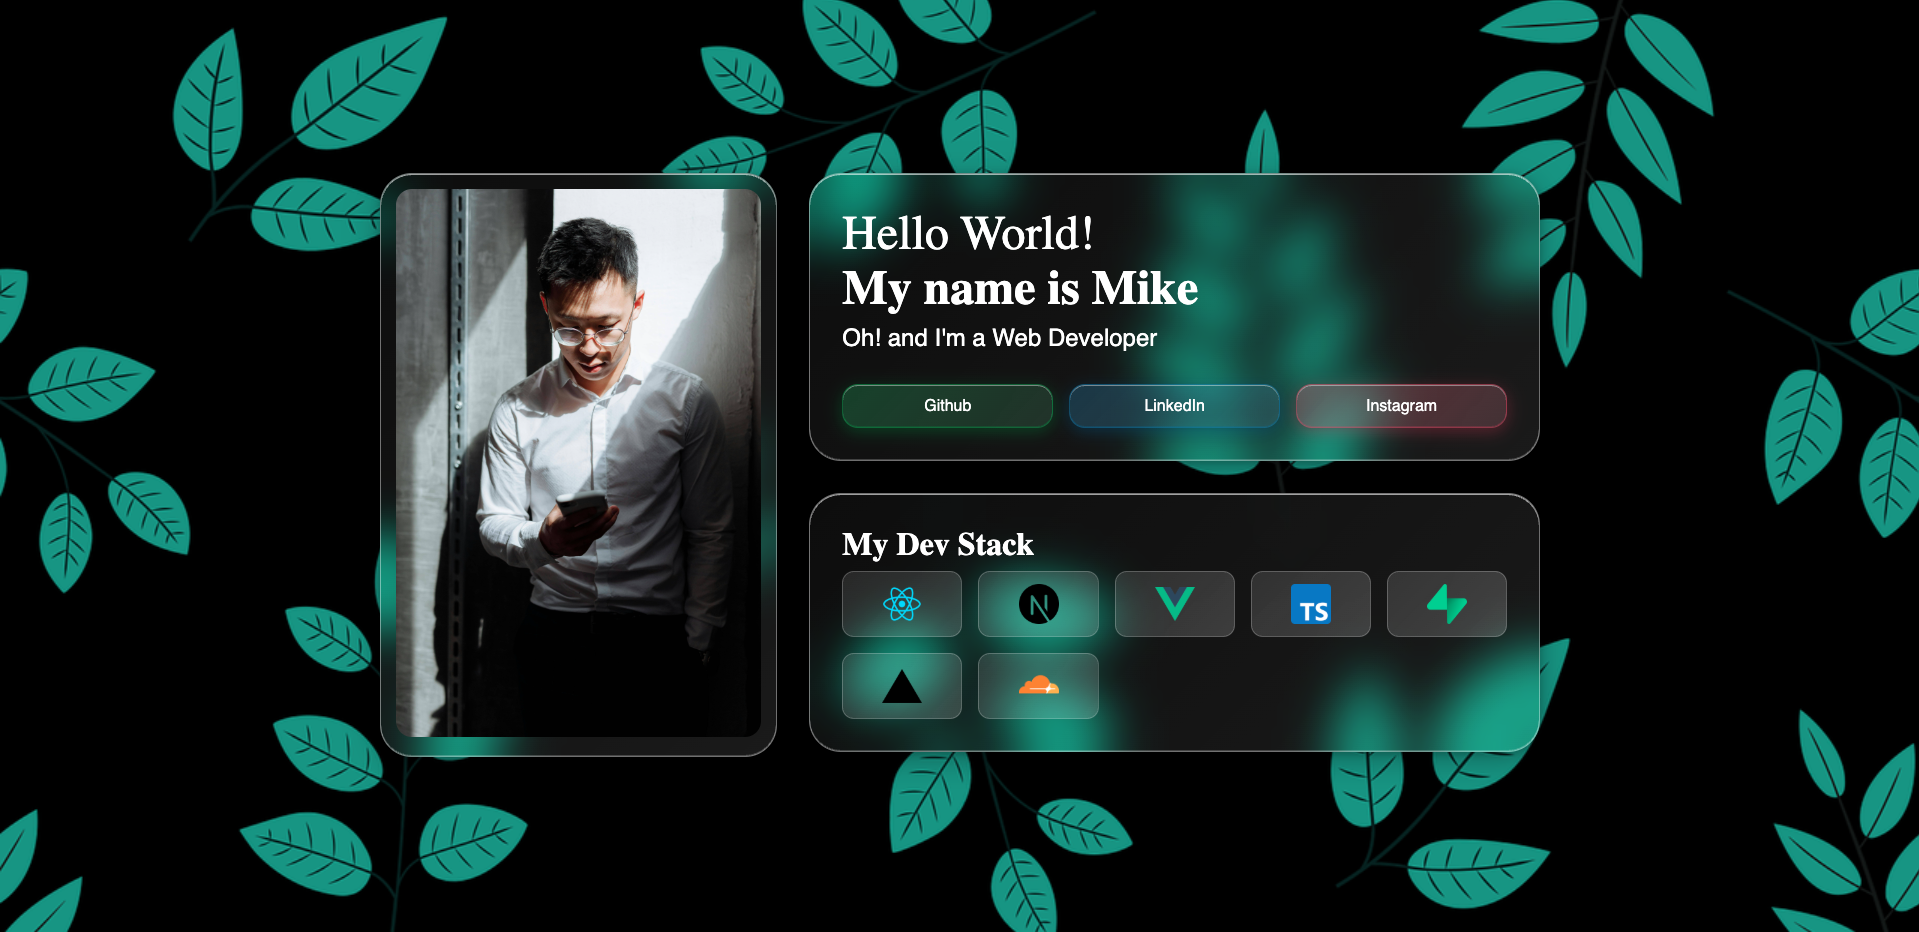 Hello World!
My name is Mike
Oh! and I'm a Web Developer
Github
LinkedIn
Instagram
My Dev Stack
N
TS